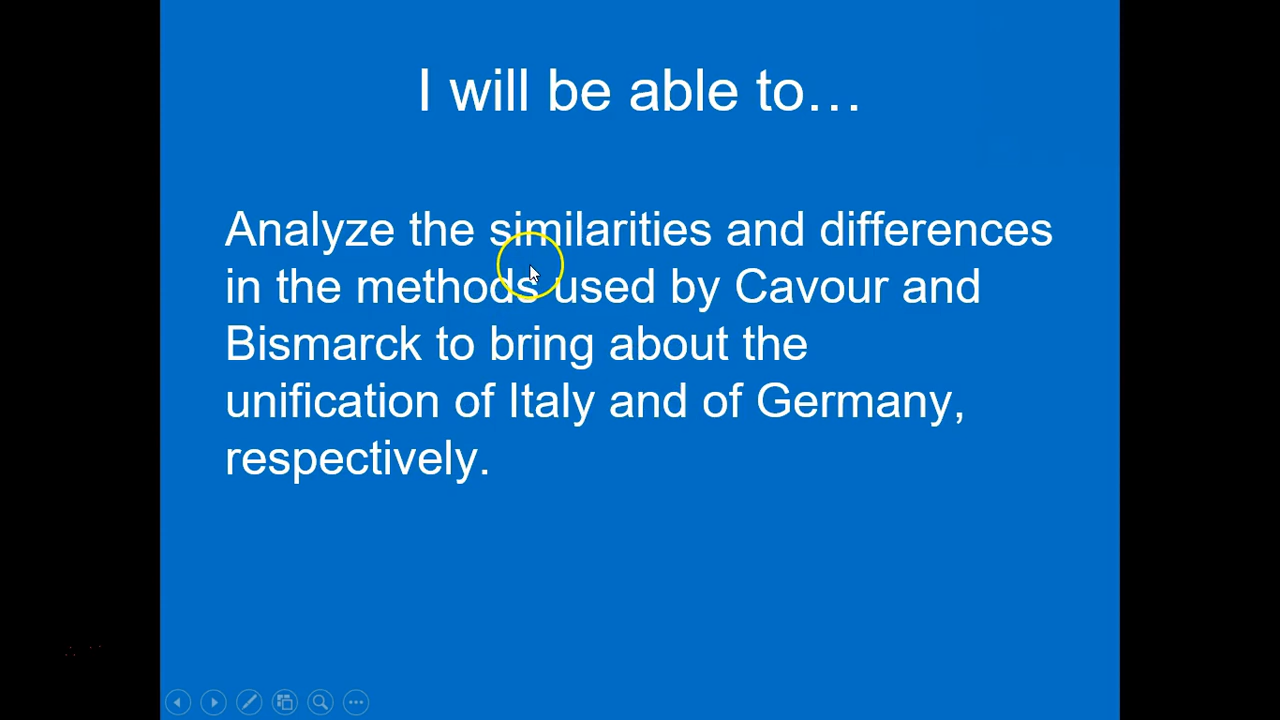 I will be able to…
Analyze the similarities and differences
in the methods used by Cavour and
Bismarck to bring about the
unification of Italy and of Germany,
respectively.